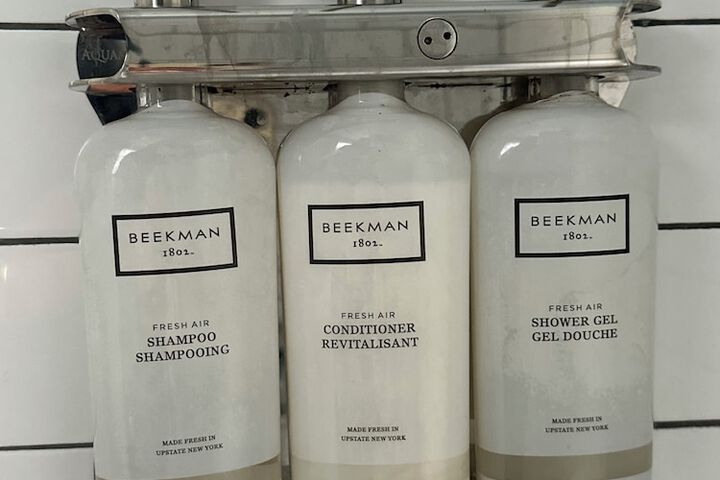 AQUA
BEEKMAN
1802
FRESH AIR
SHAMPOO
SHAMPOOING
MADE FRESH IN
UPSTATE NEW YORK
BEEKMAN
1802
FRESH AIR
CONDITIONER
REVITALISANT
MADE FRESH IN
UPSTATE NEW YORK
BEEKMAN
1802
FRESH AIR
SHOWER GEL
GEL DOUCHE
MADE FRESH IN
UPSTATE NEW YORK